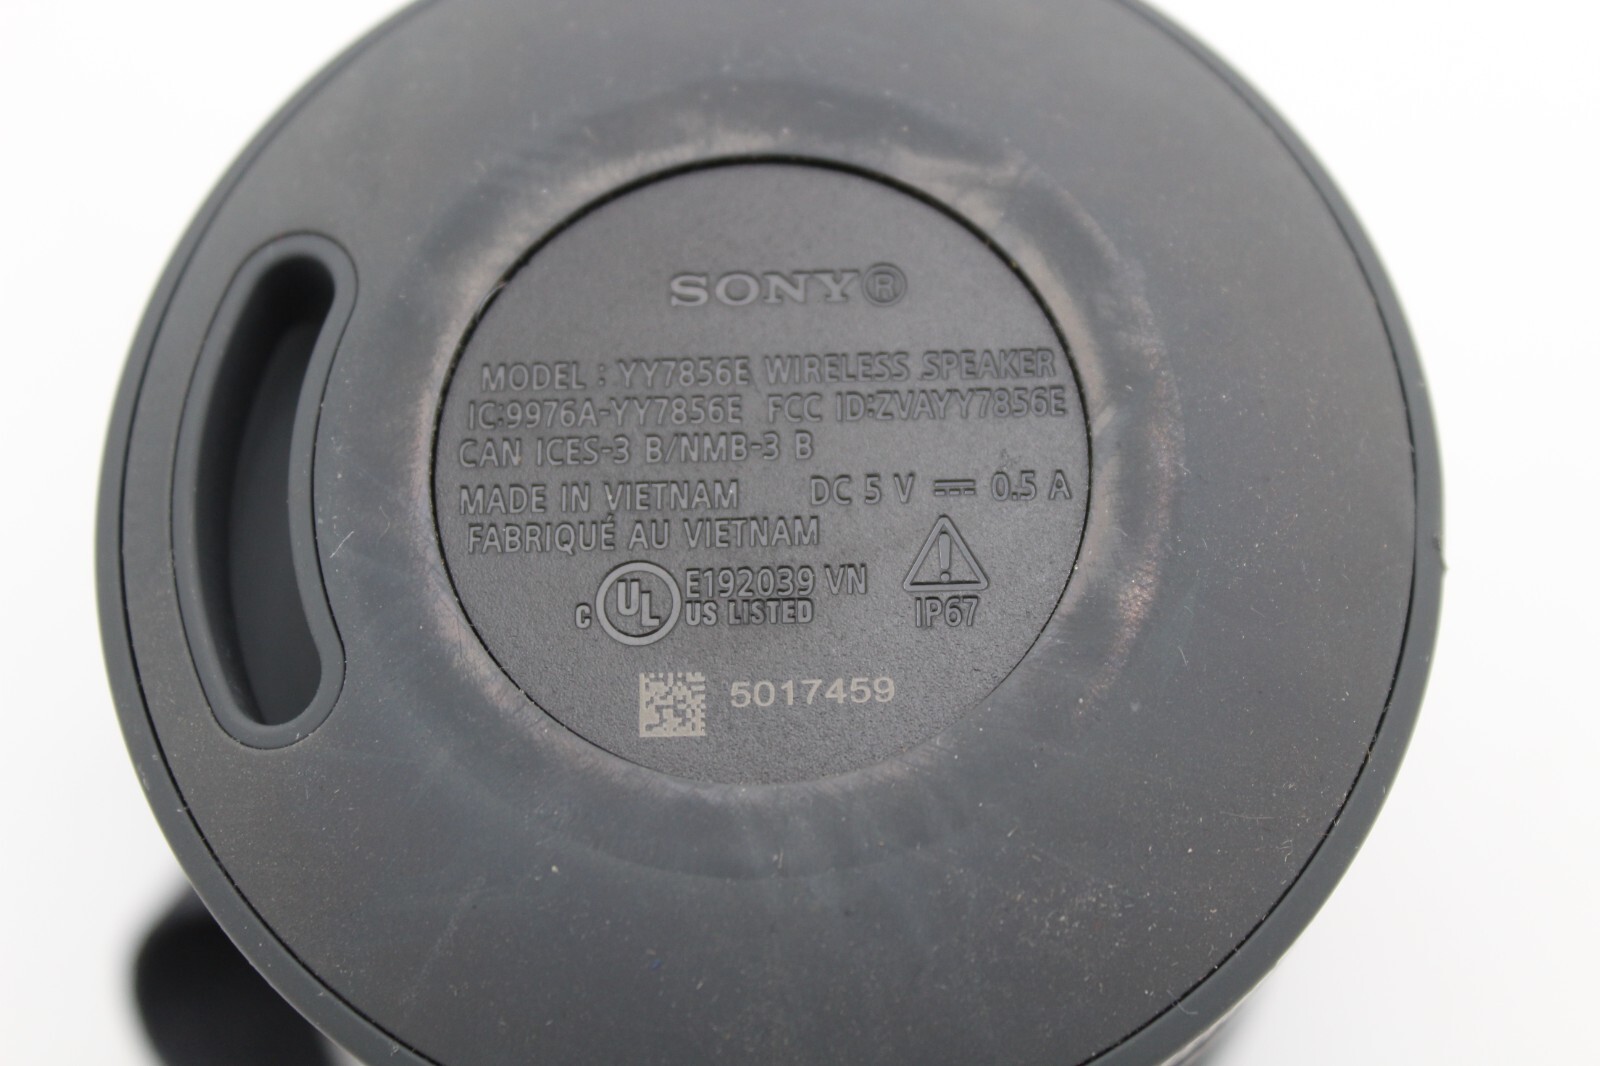 SONY®
MODEL : YY7856E WIRELESS SPEAKER
IC:9976A-YY7856E FCC ID:ZVAYY7856E
CAN ICES-3 B/NMB-3 B
MADE IN VIETNAM DC 5 V ⎓ 0.5 A
FABRIQUÉ AU VIETNAM
E192039 VN
C UL US LISTED
IP67
5017459